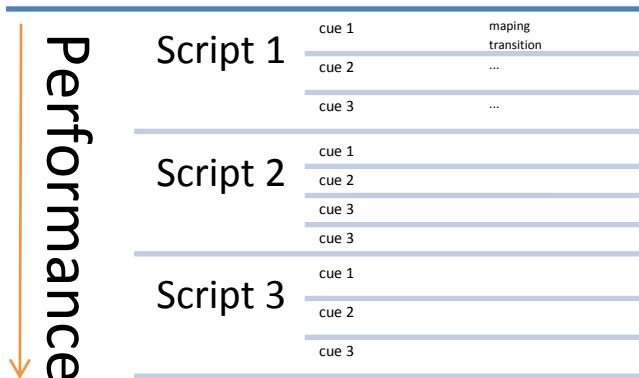 Performance
Script 1
cue 1
maping
transition
cue 2
...
cue 3
...
Script 2
cue 1
cue 2
cue 3
cue 3
Script 3
cue 1
cue 2
cue 3